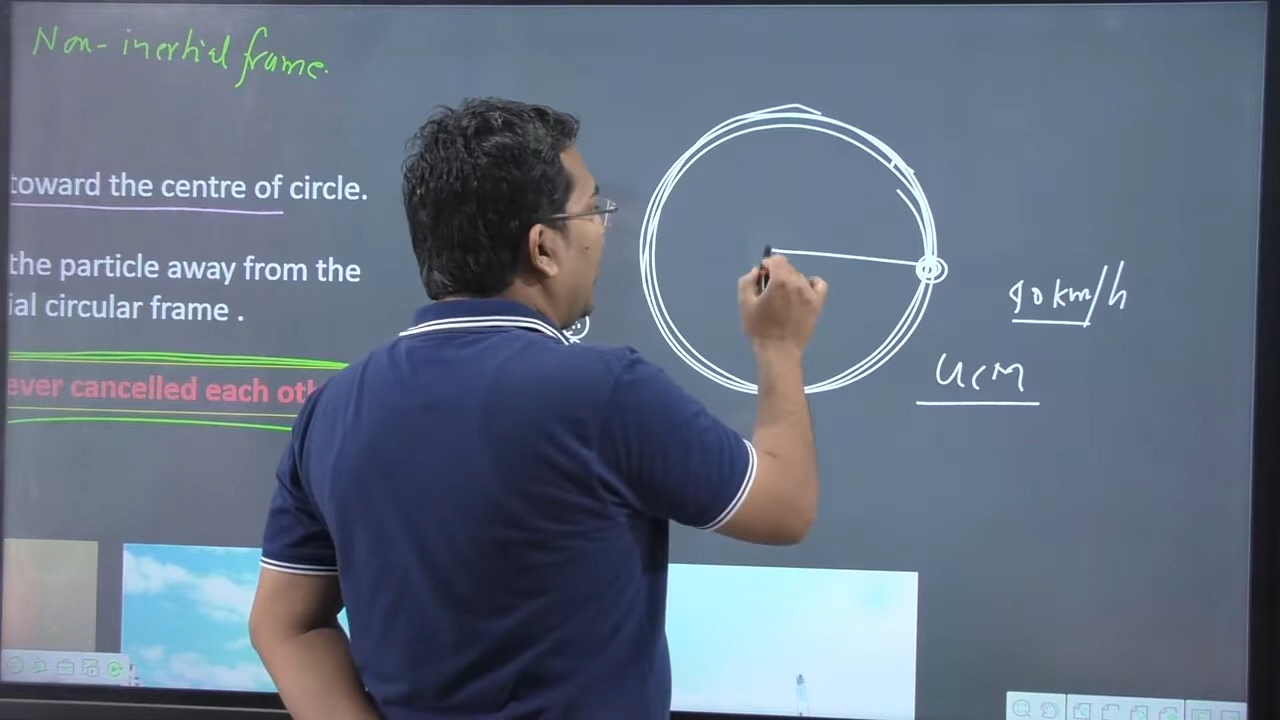 Non-inertial frame.
toward the centre of circle.
the particle away from the
ial circular frame .
ever cancelled each oth
km/h
UCM